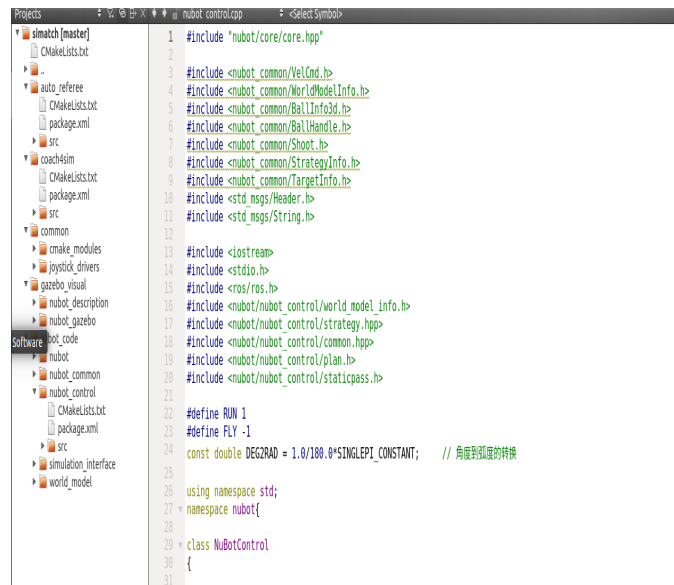 Projects
nubot_control.cpp
<Select Symbol>
simatch [master]
CMakeLists.txt
..
auto_referee
CMakeLists.txt
package.xml
src
coach4sim
CMakeLists.txt
package.xml
src
common
cmake_modules
joystick_drivers
gazebo_visual
nubot_description
nubot_gazebo
Software
bot_code
nubot
nubot_common
nubot_control
CMakeLists.txt
package.xml
src
simulation_interface
world_model
1 #include "nubot/core/core.hpp"
2
3 #include <nubot_common/VelCmd.h>
4 #include <nubot_common/WorldModelInfo.h>
5 #include <nubot_common/BallInfo3d.h>
6 #include <nubot_common/BallHandle.h>
7 #include <nubot_common/Shoot.h>
8 #include <nubot_common/StrategyInfo.h>
9 #include <nubot_common/TargetInfo.h>
10 #include <std_msgs/Header.h>
11 #include <std_msgs/String.h>
12
13 #include <iostream>
14 #include <stdio.h>
15 #include <ros/ros.h>
16 #include <nubot/nubot_control/world_model_info.h>
17 #include <nubot/nubot_control/strategy.hpp>
18 #include <nubot/nubot_control/common.hpp>
19 #include <nubot/nubot_control/plan.h>
20 #include <nubot/nubot_control/staticpass.h>
21
22 #define RUN 1
23 #define FLY -1
24 const double DEG2RAD = 1.0/180.0*SINGLEPI_CONSTANT; // 角度到弧度的转换
25
26 using namespace std;
27 namespace nubot{
28
29 class NuBotControl
30 {
31